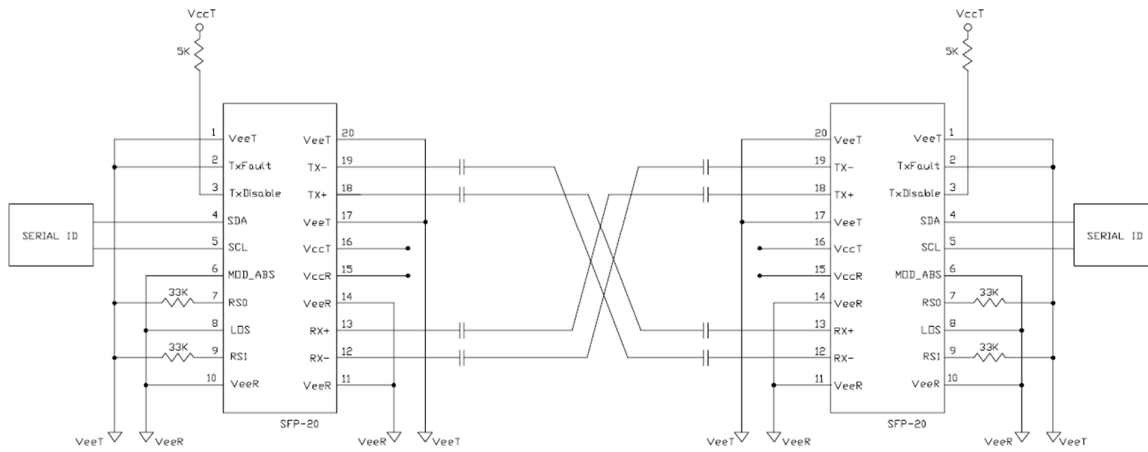 VccT
VccT
5K
5K
1 VeeT VeeT 20
20 VeeT VeeT 1
2 TxFault TX- 19
19 TX- TxFault 2
3 TxDisable TX+ 18
18 TX+ TxDisable 3
SERIAL ID
4 SDA VeeT 17
17 VeeT SDA 4
SERIAL ID
5 SCL VccT 16
16 VccT SCL 5
6 MOD_ABS VccR 15
15 VccR MOD_ABS 6
33K 7 RS0 VeeR 14
14 VeeR RS0 7 33K
8 LOS RX+ 13
13 RX+ LOS 8
33K 9 RS1 RX- 12
12 RX- RS1 9 33K
10 VeeR VeeR 11
11 VeeR VeeR 10
SFP-20
SFP-20
VeeT VeeR VeeR VeeT
VeeT VeeR VeeR VeeT